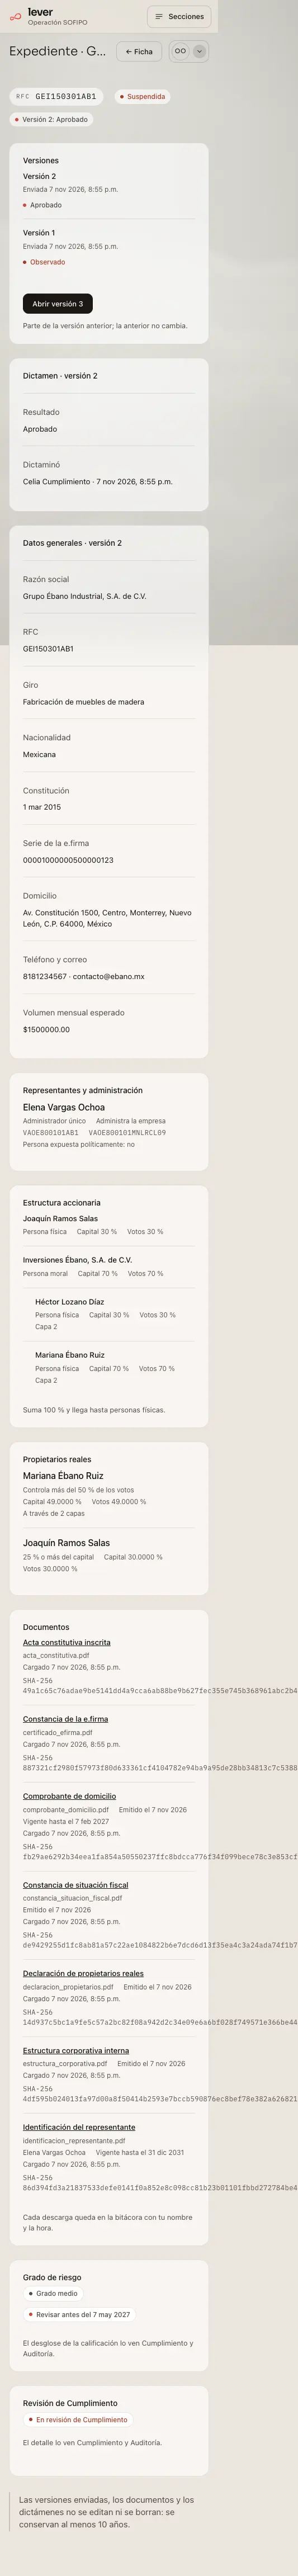 lever
Operación SOFIPO
Secciones
Expediente · G...
← Ficha
RFC GEI150301AB1
Suspendida
Versión 2: Aprobado
Versiones
Versión 2
Enviada 7 nov 2026, 8:55 p.m.
Aprobado
Versión 1
Enviada 7 nov 2026, 8:55 p.m.
Observado
Abrir versión 3
Parte de la versión anterior; la anterior no cambia.
Dictamen · versión 2
Resultado
Aprobado
Dictaminó
Celia Cumplimiento · 7 nov 2026, 8:55 p.m.
Datos generales · versión 2
Razón social
Grupo Ébano Industrial, S.A. de C.V.
RFC
GEI150301AB1
Giro
Fabricación de muebles de madera
Nacionalidad
Mexicana
Constitución
1 mar 2015
Serie de la e.firma
00001000000500000123
Domicilio
Av. Constitución 1500, Centro, Monterrey, Nuevo
León, C.P. 64000, México
Teléfono y correo
8181234567 · contacto@ebano.mx
Volumen mensual esperado
$1500000.00
Representantes y administración
Elena Vargas Ochoa
Administrador único Administra la empresa
VAOE800101AB1 VAOE800101MNLRCL09
Persona expuesta políticamente: no
Estructura accionaria
Joaquín Ramos Salas
Persona física Capital 30 % Votos 30 %
Inversiones Ébano, S.A. de C.V.
Persona moral Capital 70 % Votos 70 %
Héctor Lozano Díaz
Persona física Capital 30 % Votos 30 %
Capa 2
Mariana Ébano Ruiz
Persona física Capital 70 % Votos 70 %
Capa 2
Suma 100 % y llega hasta personas físicas.
Propietarios reales
Mariana Ébano Ruiz
Controla más del 50 % de los votos
Capital 49.0000 % Votos 49.0000 %
A través de 2 capas
Joaquín Ramos Salas
25 % o más del capital Capital 30.0000 %
Votos 30.0000 %
Documentos
Acta constitutiva inscrita
acta_constitutiva.pdf
Cargado 7 nov 2026, 8:55 p.m.
SHA-256
49a1c65c76adae9be5141dd4a9cca6ab88be9b627fec355e745b368961abc2b4
Constancia de la e.firma
certificado_efirma.pdf
Cargado 7 nov 2026, 8:55 p.m.
SHA-256
887321cf2980f57973f80d633361cf4104782e94ba9a95de28bb34813c7c5388
Comprobante de domicilio
comprobante_domicilio.pdf Emitido el 7 nov 2026
Vigente hasta el 7 feb 2027
Cargado 7 nov 2026, 8:55 p.m.
SHA-256
fb29ae6292b34eea1fa854a50550237ffc8bdcca776f34f099bece78c3e853cf
Constancia de situación fiscal
constancia_situacion_fiscal.pdf
Emitido el 7 nov 2026
Cargado 7 nov 2026, 8:55 p.m.
SHA-256
de9429255d1fc8ab81a57c22ae1084822b6e7dcd6d13f35ea4c3a24ada74f1b7
Declaración de propietarios reales
declaracion_propietarios.pdf Emitido el 7 nov 2026
Cargado 7 nov 2026, 8:55 p.m.
SHA-256
14d937c5bc1a9fe5c57a2bc82f08a942d2c34e09e6a6bf028f749571e366be44
Estructura corporativa interna
estructura_corporativa.pdf Emitido el 7 nov 2026
Cargado 7 nov 2026, 8:55 p.m.
SHA-256
4df595b024013fa97d00a8f50414b2593e7bccb590876ec8bef78e382a626821
Identificación del representante
identificacion_representante.pdf
Elena Vargas Ochoa Vigente hasta el 31 dic 2031
Cargado 7 nov 2026, 8:55 p.m.
SHA-256
86d394fd3a21837533defe0141f0a852e8c098cc81b23b01101fbbd272784be4
Cada descarga queda en la bitácora con tu nombre
y la hora.
Grado de riesgo
Grado medio
Revisar antes del 7 may 2027
El desglose de la calificación lo ven Cumplimiento y
Auditoría.
Revisión de Cumplimiento
En revisión de Cumplimiento
El detalle lo ven Cumplimiento y Auditoría.
Las versiones enviadas, los documentos y los
dictámenes no se editan ni se borran: se
conservan al menos 10 años.